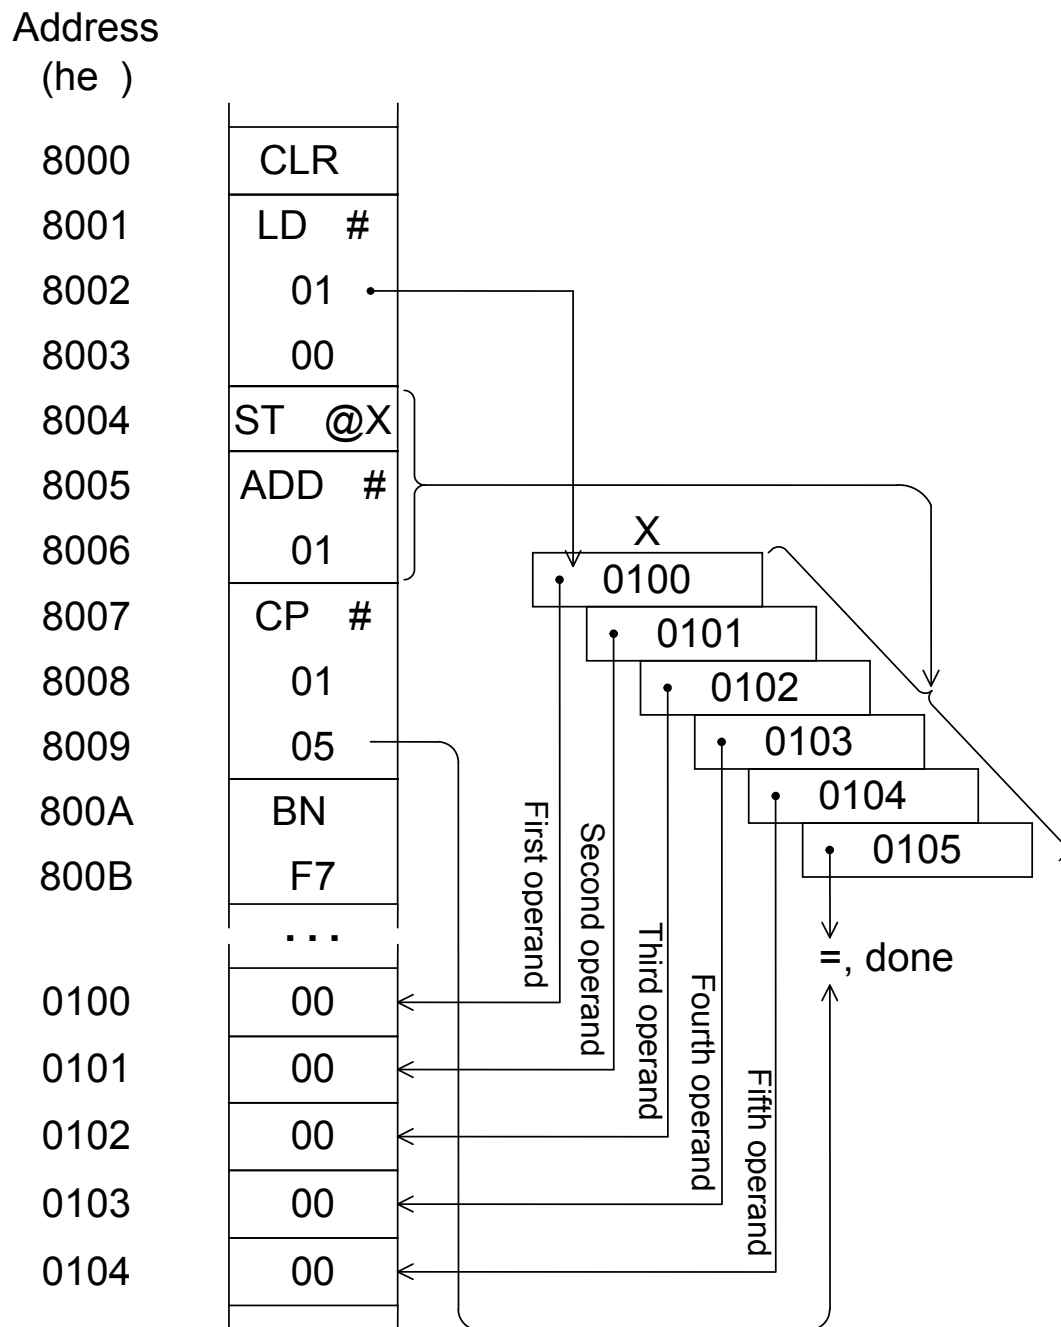 Address
(he )
8000 CLR
8001 LD #
8002 01
8003 00
8004 ST @X
8005 ADD #
8006 01
8007 CP #
8008 01
8009 05
800A BN
800B F7
...
0100 00
0101 00
0102 00
0103 00
0104 00
X
0100
0101
0102
0103
0104
0105
=, done
First operand
Second operand
Third operand
Fourth operand
Fifth operand